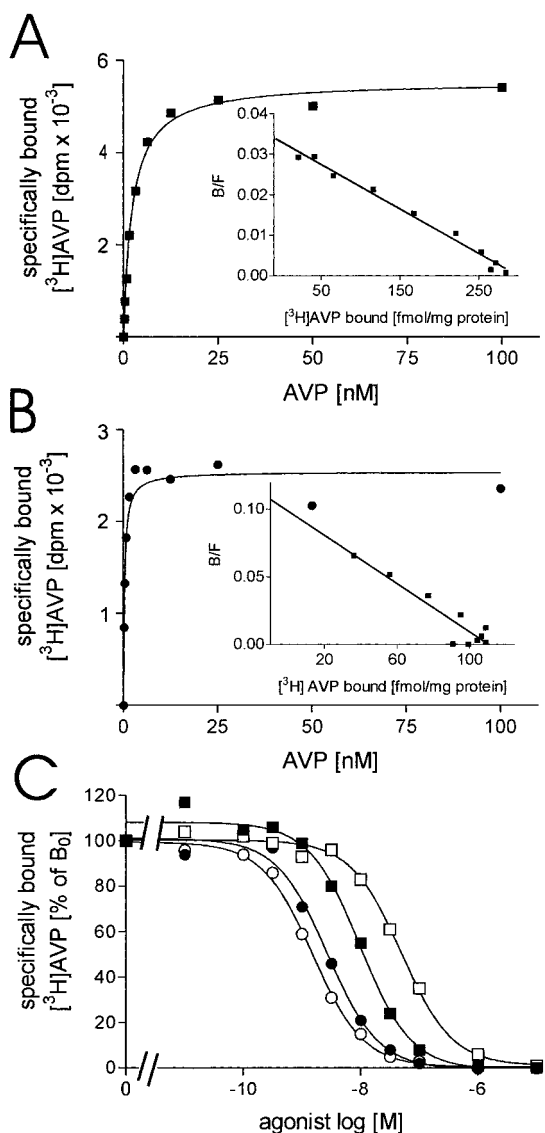 A
specifically bound
[³H]AVP [dpm x 10⁻³]
6
4
2
0
0.04
0.03
0.02
0.01
0.00
B/F
50
150
250
[³H]AVP bound [fmol/mg protein]
0
25
50
75
100
AVP [nM]
B
specifically bound
[³H]AVP [dpm x 10⁻³]
3
2
1
0
0.10
0.05
0.00
B/F
20
60
100
[³H] AVP bound [fmol/mg protein]
0
25
50
75
100
AVP [nM]
C
specifically bound
[³H]AVP [% of B₀]
120
100
80
60
40
20
0
0
-10
-8
-6
agonist log [M]